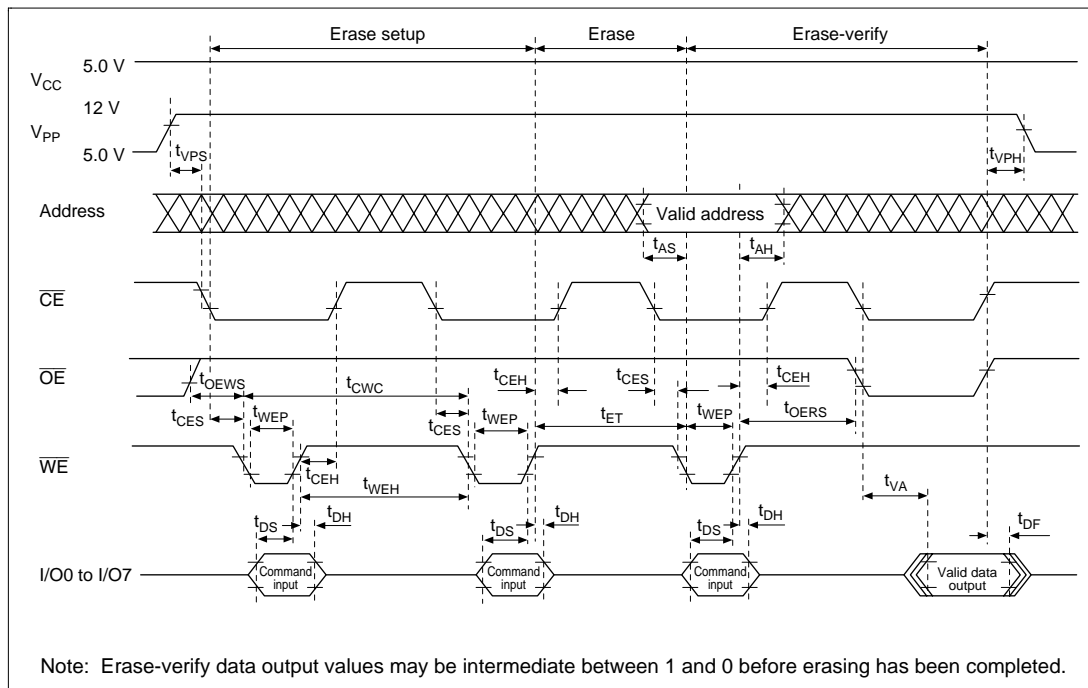 Erase setup Erase Erase-verify
5.0 V
VCC
12 V
VPP
5.0 V
tVPS tVPH
Address Valid address
tAS tAH
CE
OE
tOEWS tCWC tCEH tCES tCEH
tCES tWEP tCES tWEP tET tWEP tOERS
WE
tCEH
tWEH tVA
tDS tDH tDS tDH tDS tDH tDF
I/O0 to I/O7 Command input Command input Command input Valid data output
Note: Erase-verify data output values may be intermediate between 1 and 0 before erasing has been completed.